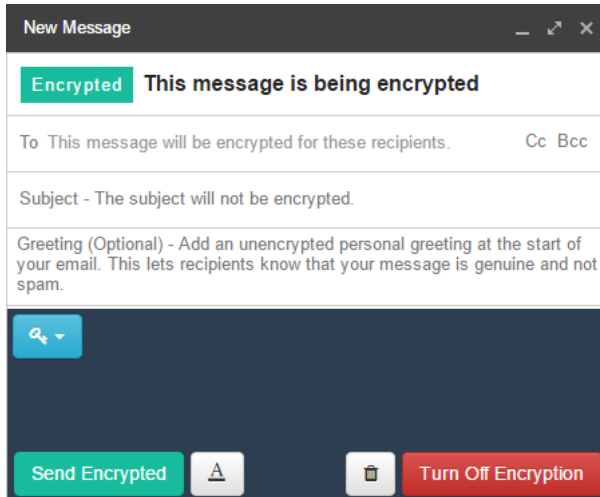 New Message
Encrypted This message is being encrypted
To This message will be encrypted for these recipients. Cc Bcc
Subject - The subject will not be encrypted.
Greeting (Optional) - Add an unencrypted personal greeting at the start of
your email. This lets recipients know that your message is genuine and not
spam.
Send Encrypted A Turn Off Encryption